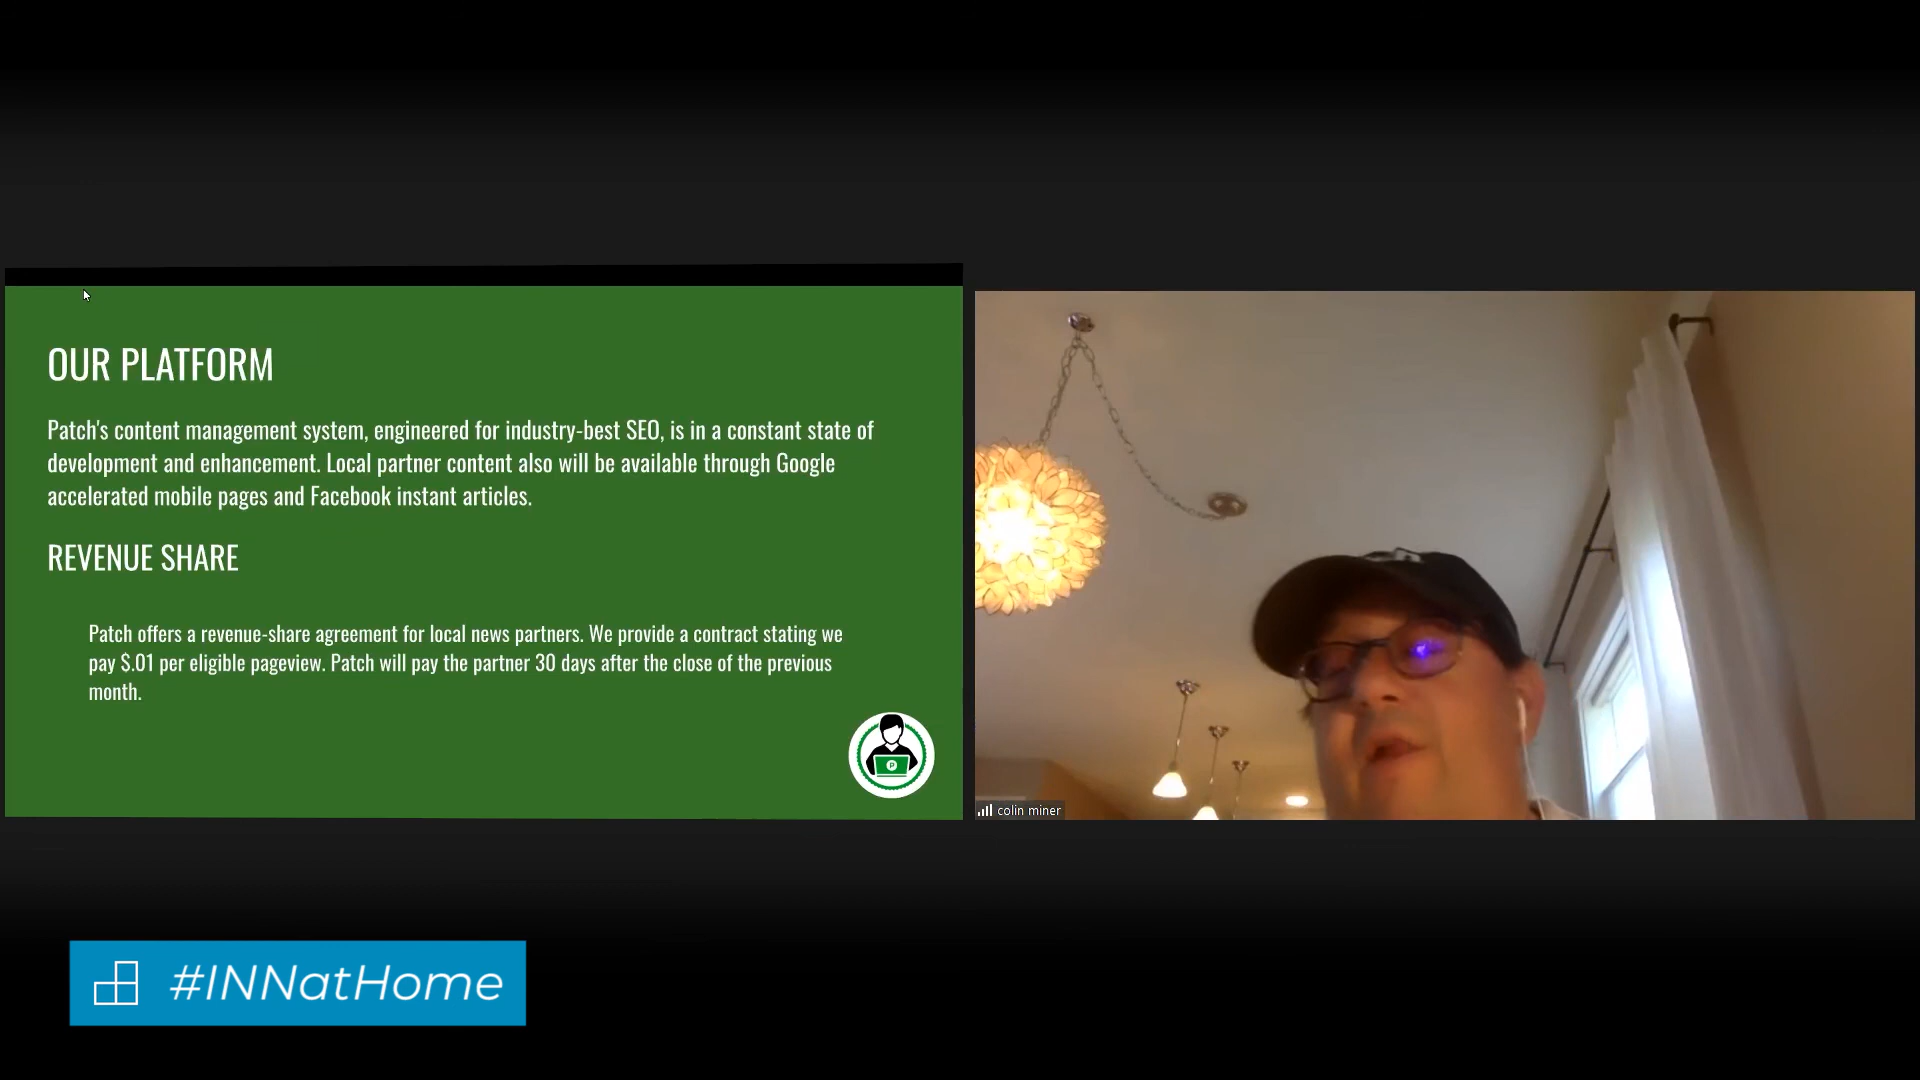 OUR PLATFORM
Patch's content management system, engineered for industry-best SEO, is in a constant state of
development and enhancement. Local partner content also will be available through Google
accelerated mobile pages and Facebook instant articles.
REVENUE SHARE
Patch offers a revenue-share agreement for local news partners. We provide a contract stating we
pay $.01 per eligible pageview. Patch will pay the partner 30 days after the close of the previous
month.
P
colin miner
#INNatHome